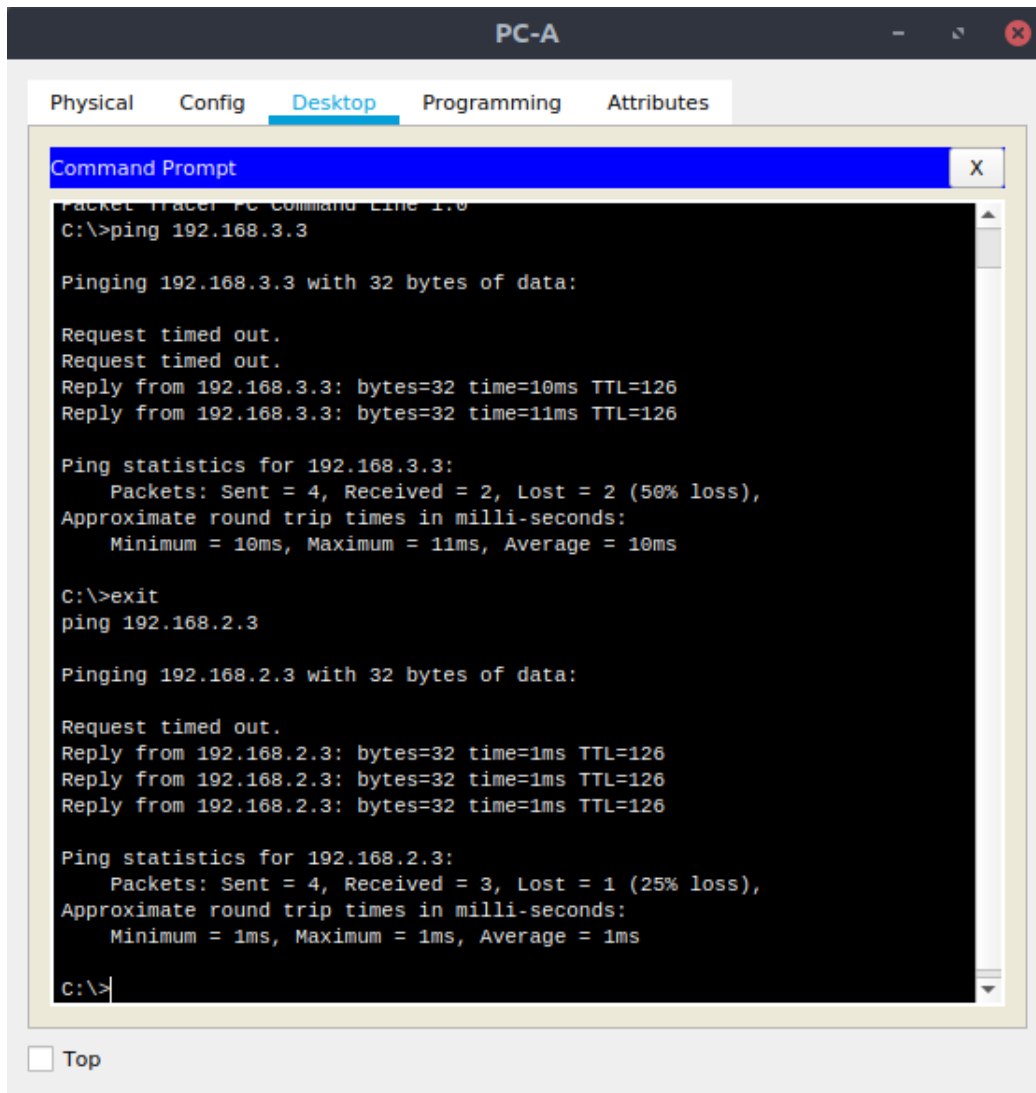 PC-A
Physical Config Desktop Programming Attributes
Command Prompt X
Packet Tracer PC Command Line 1.0
C:\>ping 192.168.3.3
Pinging 192.168.3.3 with 32 bytes of data:
Request timed out.
Request timed out.
Reply from 192.168.3.3: bytes=32 time=10ms TTL=126
Reply from 192.168.3.3: bytes=32 time=11ms TTL=126
Ping statistics for 192.168.3.3:
Packets: Sent = 4, Received = 2, Lost = 2 (50% loss),
Approximate round trip times in milli-seconds:
Minimum = 10ms, Maximum = 11ms, Average = 10ms
C:\>exit
ping 192.168.2.3
Pinging 192.168.2.3 with 32 bytes of data:
Request timed out.
Reply from 192.168.2.3: bytes=32 time=1ms TTL=126
Reply from 192.168.2.3: bytes=32 time=1ms TTL=126
Reply from 192.168.2.3: bytes=32 time=1ms TTL=126
Ping statistics for 192.168.2.3:
Packets: Sent = 4, Received = 3, Lost = 1 (25% loss),
Approximate round trip times in milli-seconds:
Minimum = 1ms, Maximum = 1ms, Average = 1ms
C:\>
Top